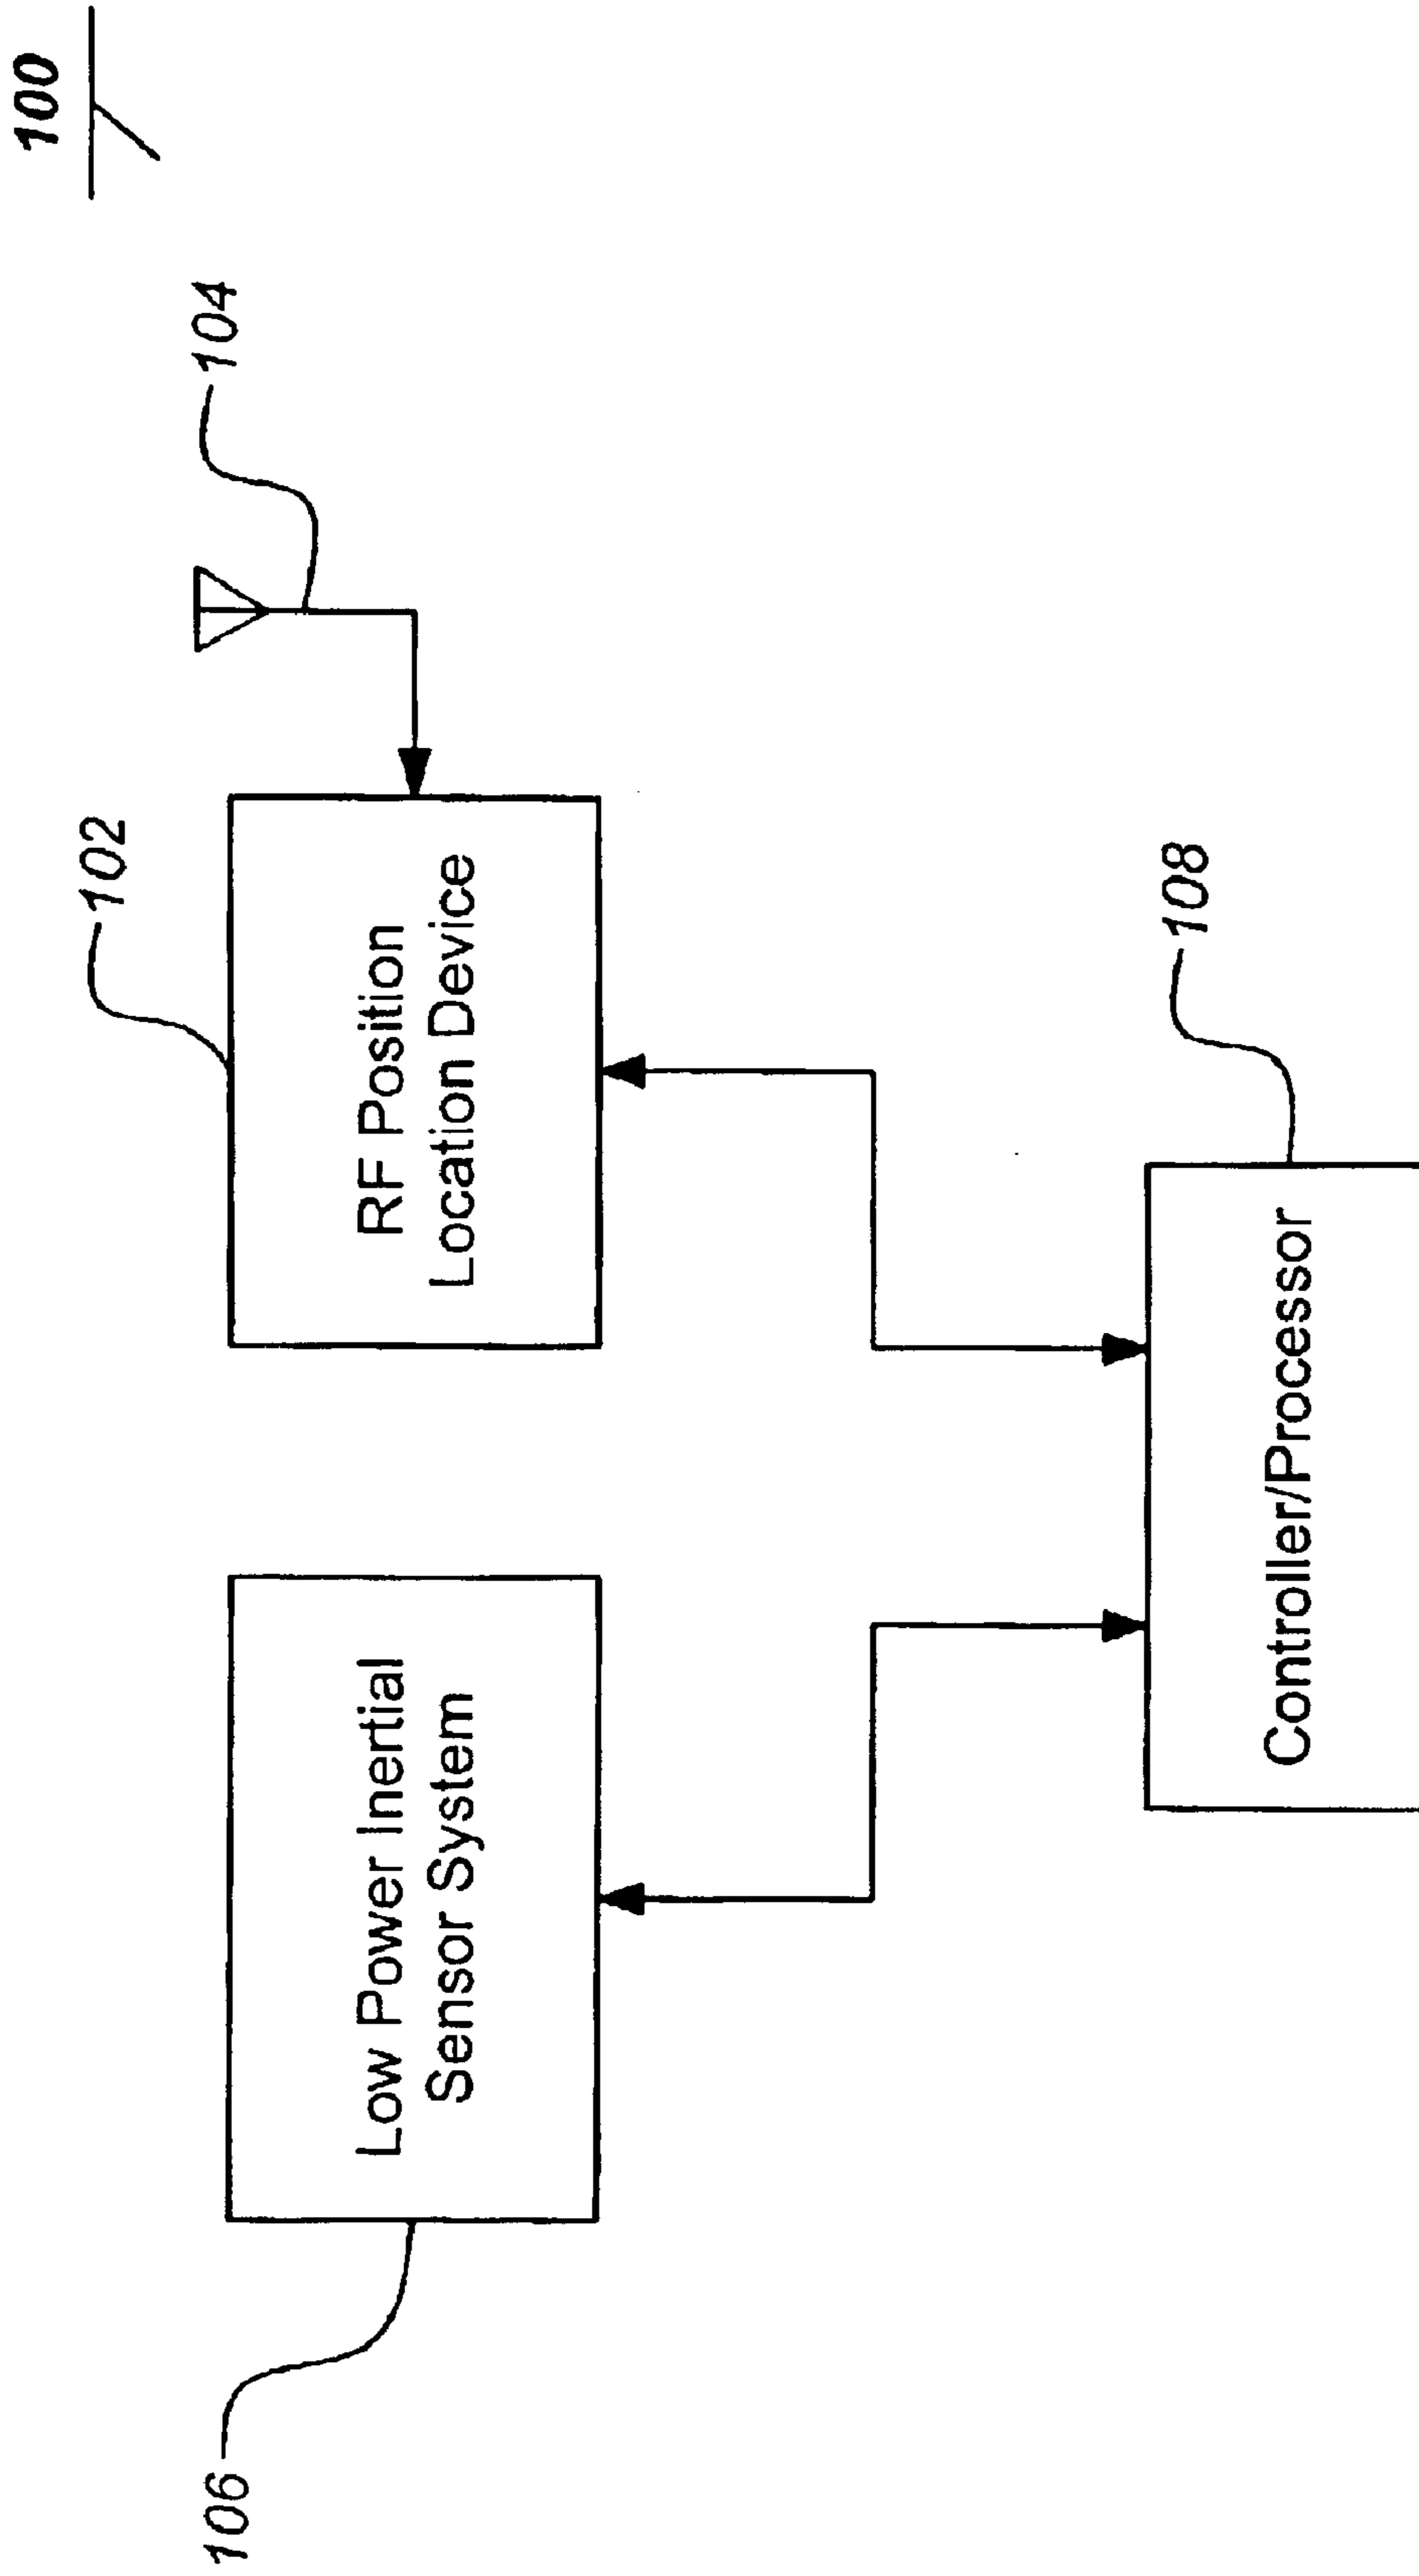 100
104
102
RF Position
Location Device
106
Low Power Inertial
Sensor System
108
Controller/Processor